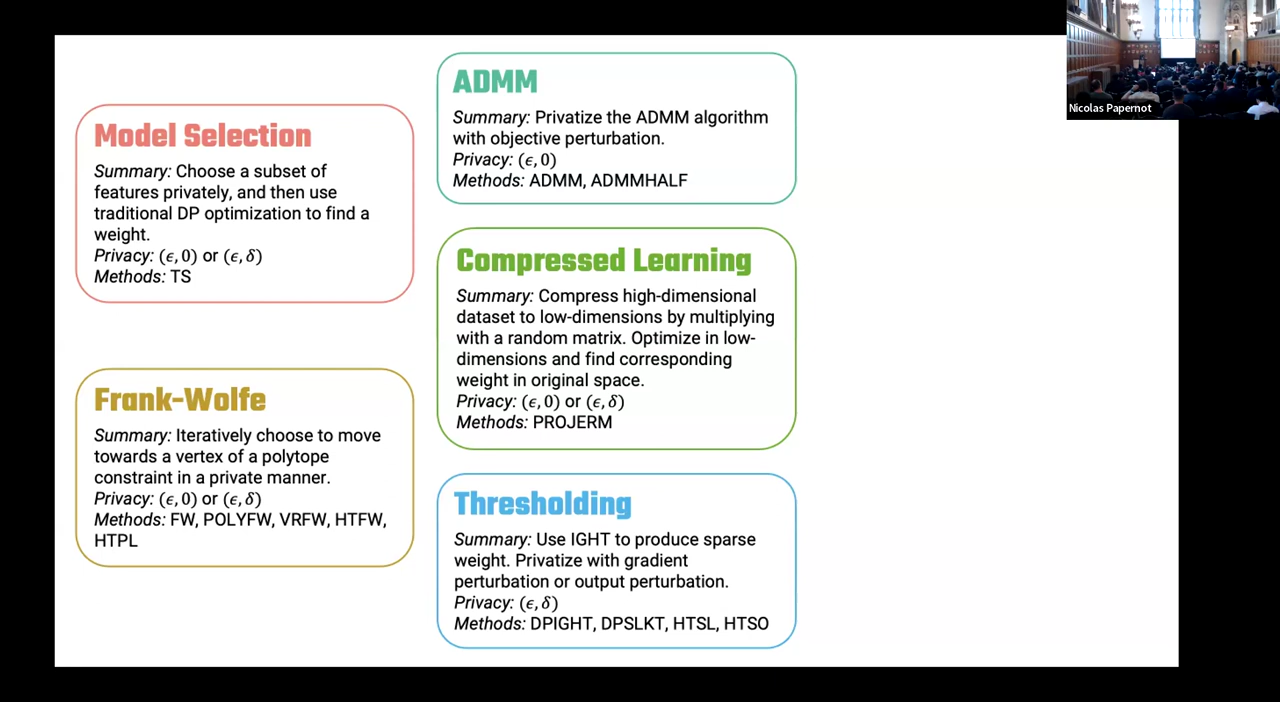 Model Selection
Summary: Choose a subset of
features privately, and then use
traditional DP optimization to find a
weight.
Privacy: (ϵ, 0) or (ϵ, δ)
Methods: TS
Frank-Wolfe
Summary: Iteratively choose to move
towards a vertex of a polytope
constraint in a private manner.
Privacy: (ϵ, 0) or (ϵ, δ)
Methods: FW, POLYFW, VRFW, HTFW,
HTPL
ADMM
Summary: Privatize the ADMM algorithm
with objective perturbation.
Privacy: (ϵ, 0)
Methods: ADMM, ADMMHALF
Compressed Learning
Summary: Compress high-dimensional
dataset to low-dimensions by multiplying
with a random matrix. Optimize in low-
dimensions and find corresponding
weight in original space.
Privacy: (ϵ, 0) or (ϵ, δ)
Methods: PROJERM
Thresholding
Summary: Use IGHT to produce sparse
weight. Privatize with gradient
perturbation or output perturbation.
Privacy: (ϵ, δ)
Methods: DPIGHT, DPSLKT, HTSL, HTSO
Nicolas Papernot